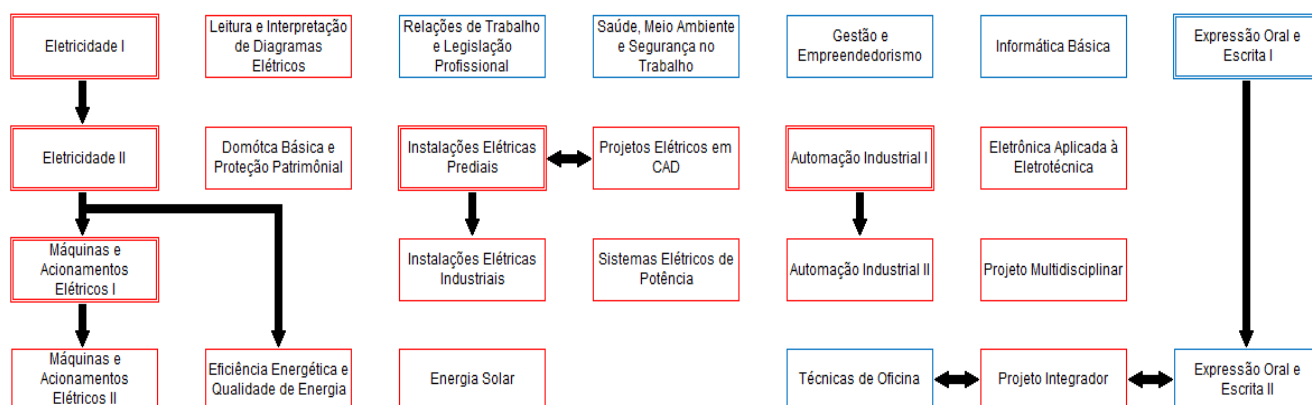 Eletricidade I
Leitura e Interpretação
de Diagramas
Elétricos
Relações de Trabalho
e Legislação
Profissional
Saúde, Meio Ambiente
e Segurança no
Trabalho
Gestão e
Empreendedorismo
Informática Básica
Expressão Oral e
Escrita I
Eletricidade II
Domótca Básica e
Proteção Patrimônial
Instalações Elétricas
Prediais
Projetos Elétricos em
CAD
Automação Industrial I
Eletrônica Aplicada à
Eletrotécnica
Máquinas e
Acionamentos
Elétricos I
Instalações Elétricas
Industriais
Sistemas Elétricos de
Potência
Automação Industrial II
Projeto Multidisciplinar
Máquinas e
Acionamentos
Elétricos II
Eficiência Energética e
Qualidade de Energia
Energia Solar
Técnicas de Oficina
Projeto Integrador
Expressão Oral e
Escrita II